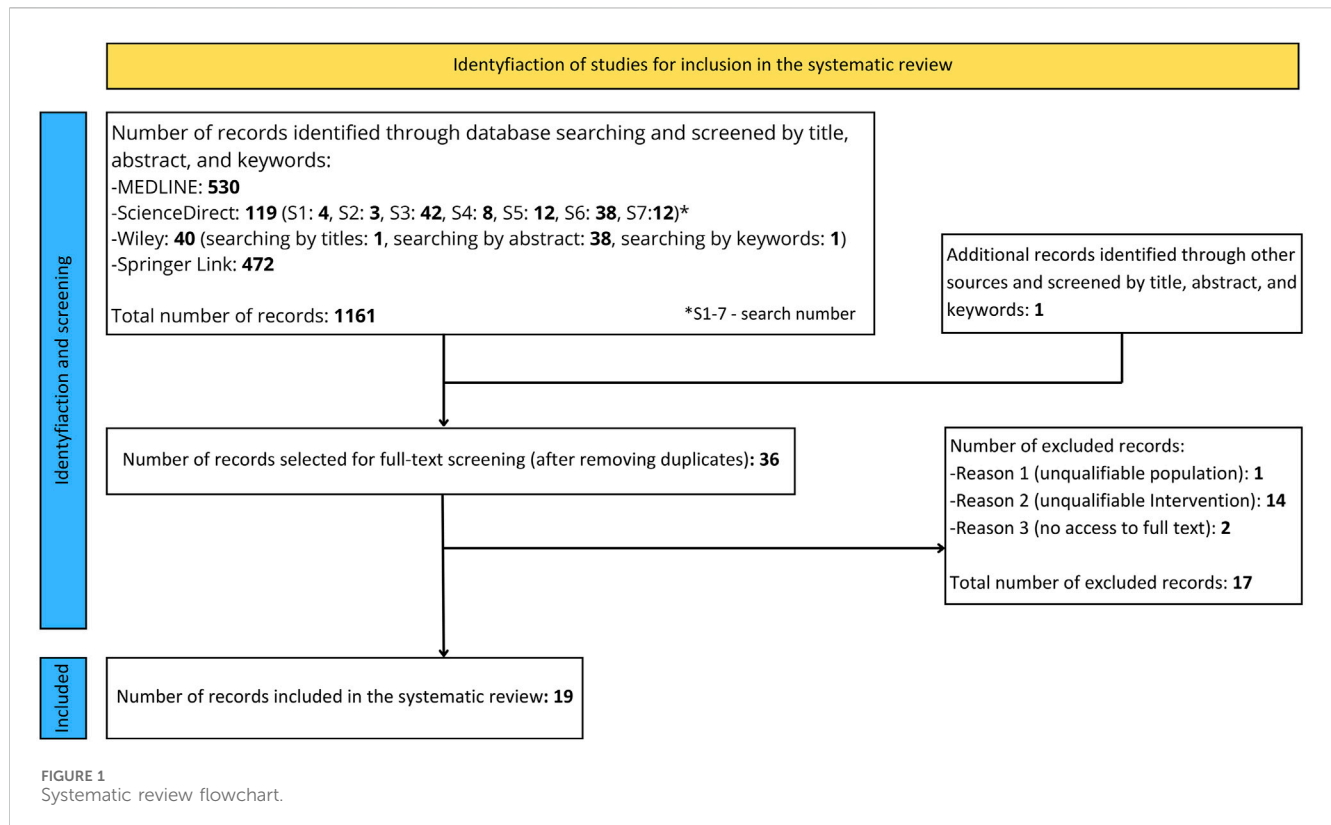 Identyfiaction of studies for inclusion in the systematic review
Identyfiaction and screening
Number of records identified through database searching and screened by title,
abstract, and keywords:
-MEDLINE: 530
-ScienceDirect: 119 (S1: 4, S2: 3, S3: 42, S4: 8, S5: 12, S6: 38, S7:12)*
-Wiley: 40 (searching by titles: 1, searching by abstract: 38, searching by keywords: 1)
-Springer Link: 472
Total number of records: 1161
*S1-7 - search number
Additional records identified through other
sources and screened by title, abstract, and
keywords: 1
Number of records selected for full-text screening (after removing duplicates): 36
Number of excluded records:
-Reason 1 (unqualifiable population): 1
-Reason 2 (unqualifiable Intervention): 14
-Reason 3 (no access to full text): 2
Total number of excluded records: 17
Included
Number of records included in the systematic review: 19
FIGURE 1
Systematic review flowchart.